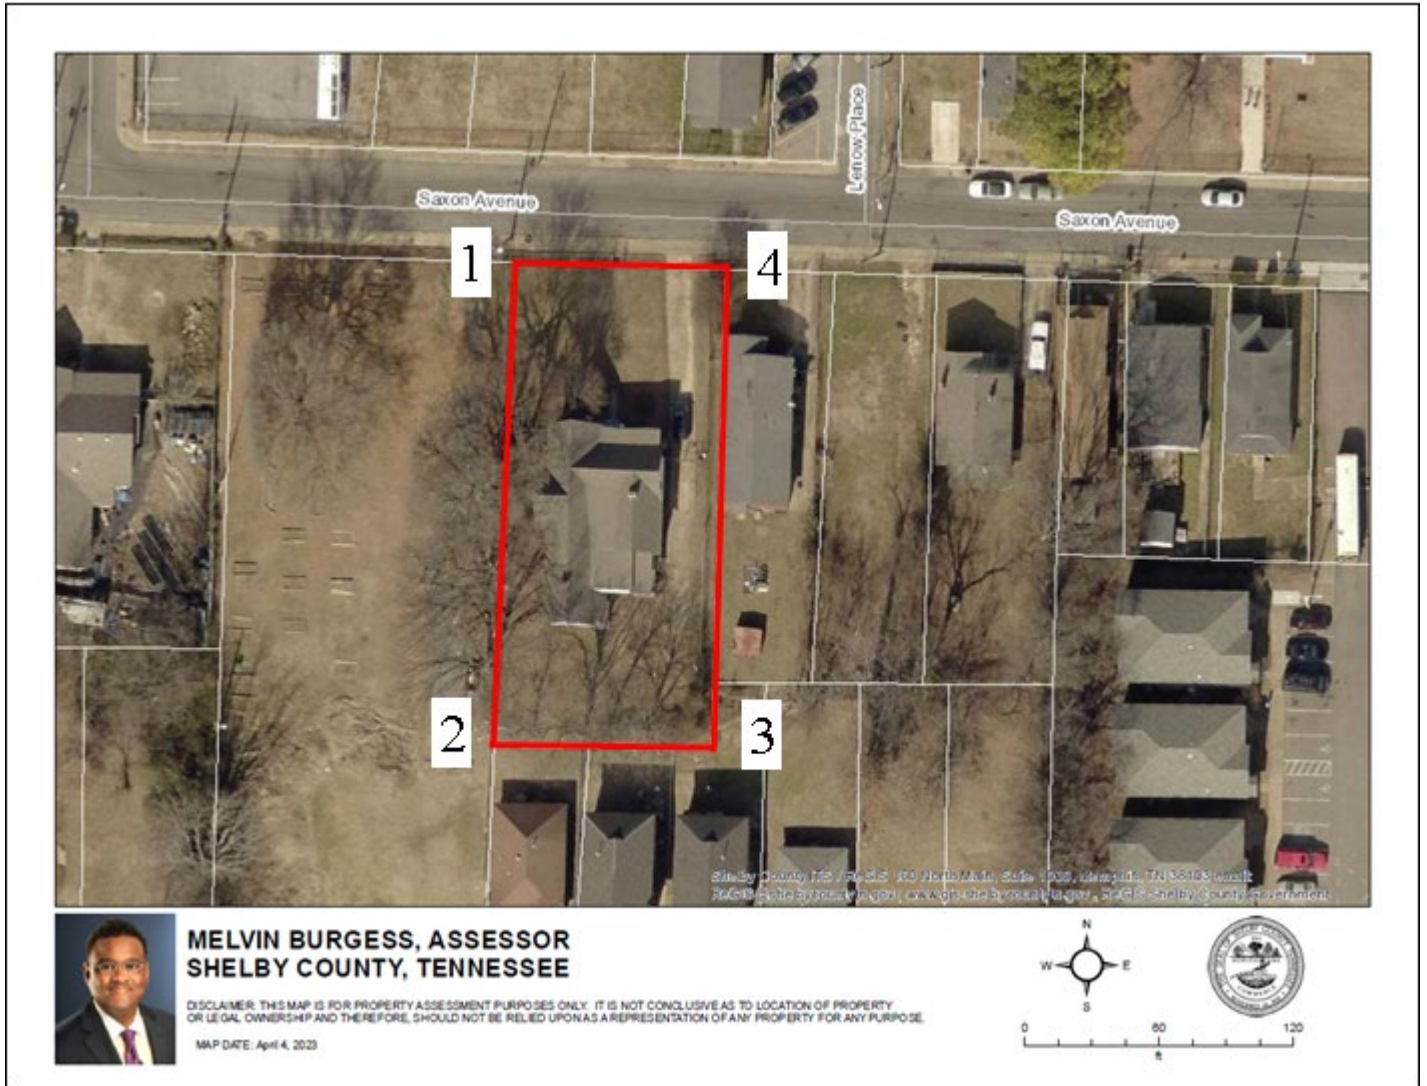 Lenow Place
Saxon Avenue
Saxon Avenue
1
4
2
3
MELVIN BURGESS, ASSESSOR
SHELBY COUNTY, TENNESSEE
DISCLAIMER: THIS MAP IS FOR PROPERTY ASSESSMENT PURPOSES ONLY. IT IS NOT CONCLUSIVE AS TO LOCATION OF PROPERTY
OR LEGAL OWNERSHIP AND THEREFORE, SHOULD NOT BE RELIED UPON AS A REPRESENTATION OF ANY PROPERTY FOR ANY PURPOSE.
MAP DATE: April 4, 2023
N
W E
S
0 60 120
ft